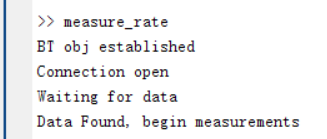 >> measure_rate
BT obj established
Connection open
Waiting for data
Data Found, begin measurements